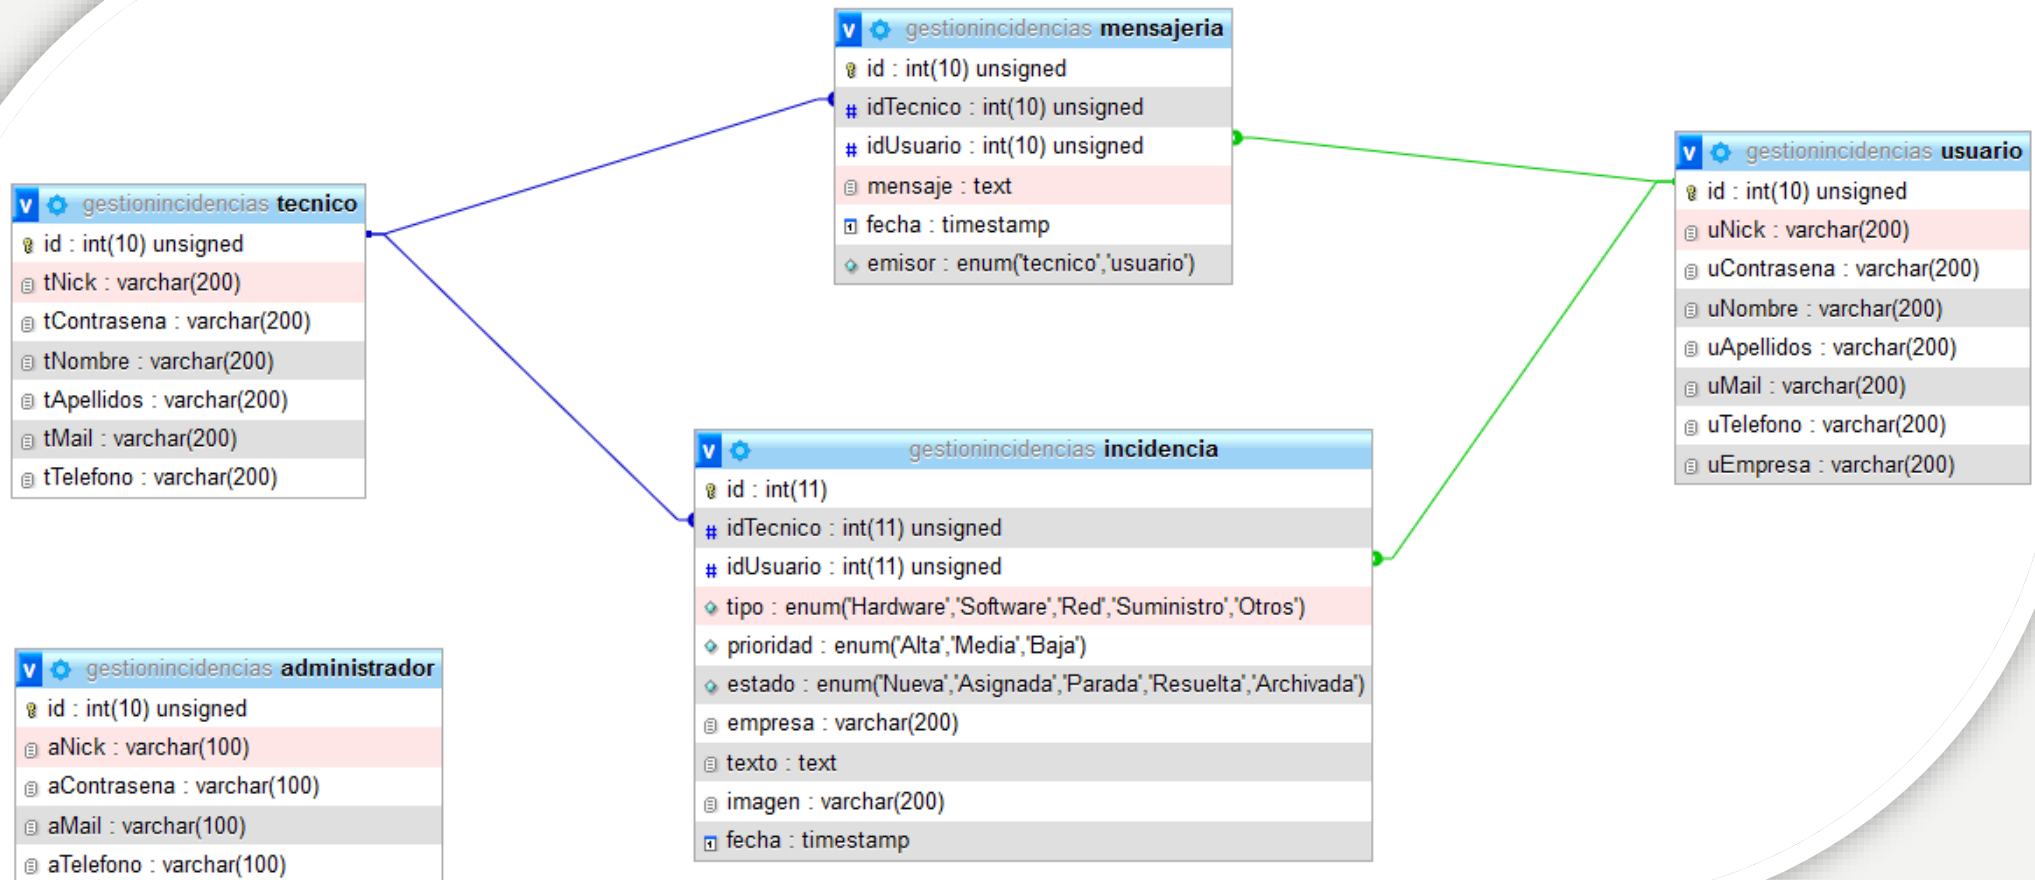 gestionincidencias mensajeria
id : int(10) unsigned
idTecnico : int(10) unsigned
idUsuario : int(10) unsigned
mensaje : text
fecha : timestamp
emisor : enum('tecnico','usuario')
gestionincidencias usuario
id : int(10) unsigned
uNick : varchar(200)
uContrasena : varchar(200)
uNombre : varchar(200)
uApellidos : varchar(200)
uMail : varchar(200)
uTelefono : varchar(200)
uEmpresa : varchar(200)
gestionincidencias tecnico
id : int(10) unsigned
tNick : varchar(200)
tContrasena : varchar(200)
tNombre : varchar(200)
tApellidos : varchar(200)
tMail : varchar(200)
tTelefono : varchar(200)
gestionincidencias incidencia
id : int(11)
idTecnico : int(11) unsigned
idUsuario : int(11) unsigned
tipo : enum('Hardware','Software','Red','Suministro','Otros')
prioridad : enum('Alta','Media','Baja')
estado : enum('Nueva','Asignada','Parada','Resuelta','Archivada')
empresa : varchar(200)
texto : text
imagen : varchar(200)
fecha : timestamp
gestionincidencias administrador
id : int(10) unsigned
aNick : varchar(100)
aContrasena : varchar(100)
aMail : varchar(100)
aTelefono : varchar(100)